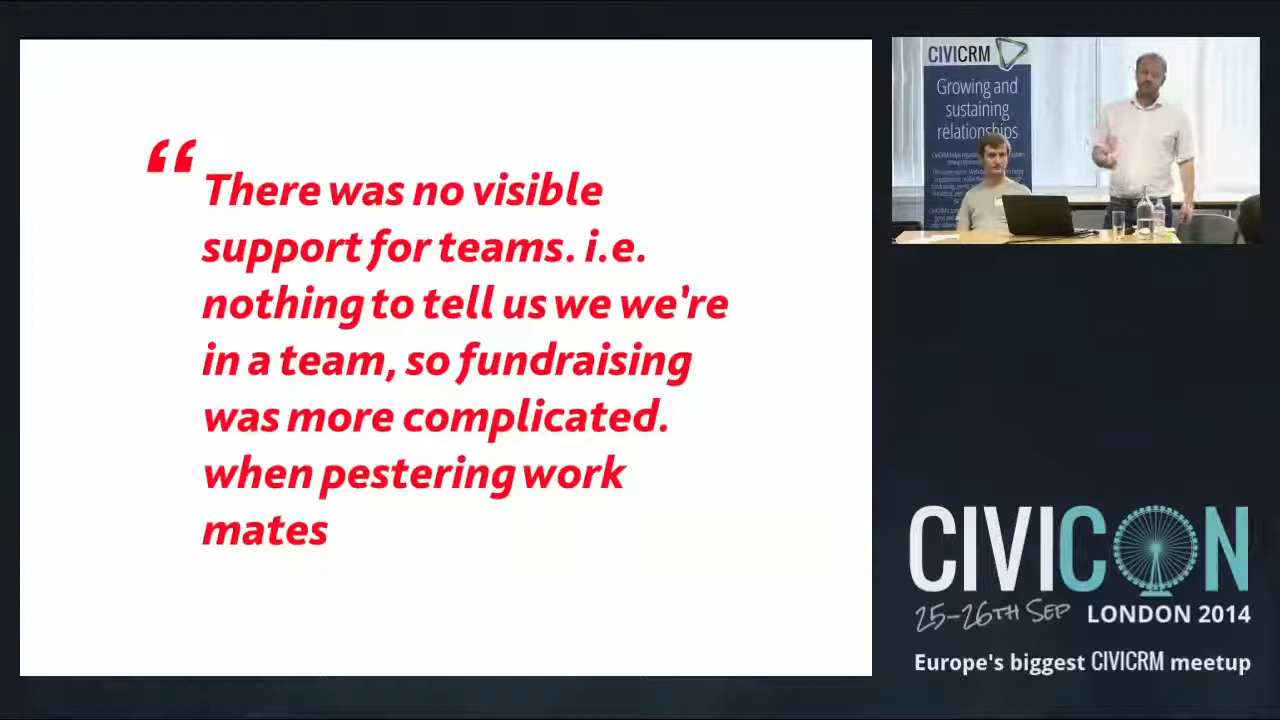 “
There was no visible
support for teams. i.e.
nothing to tell us we we're
in a team, so fundraising
was more complicated.
when pestering work
mates
CIVICRM
Growing and
sustaining
relationships
CIVICON
25-26TH SEP LONDON 2014
Europe's biggest CIVICRM meetup